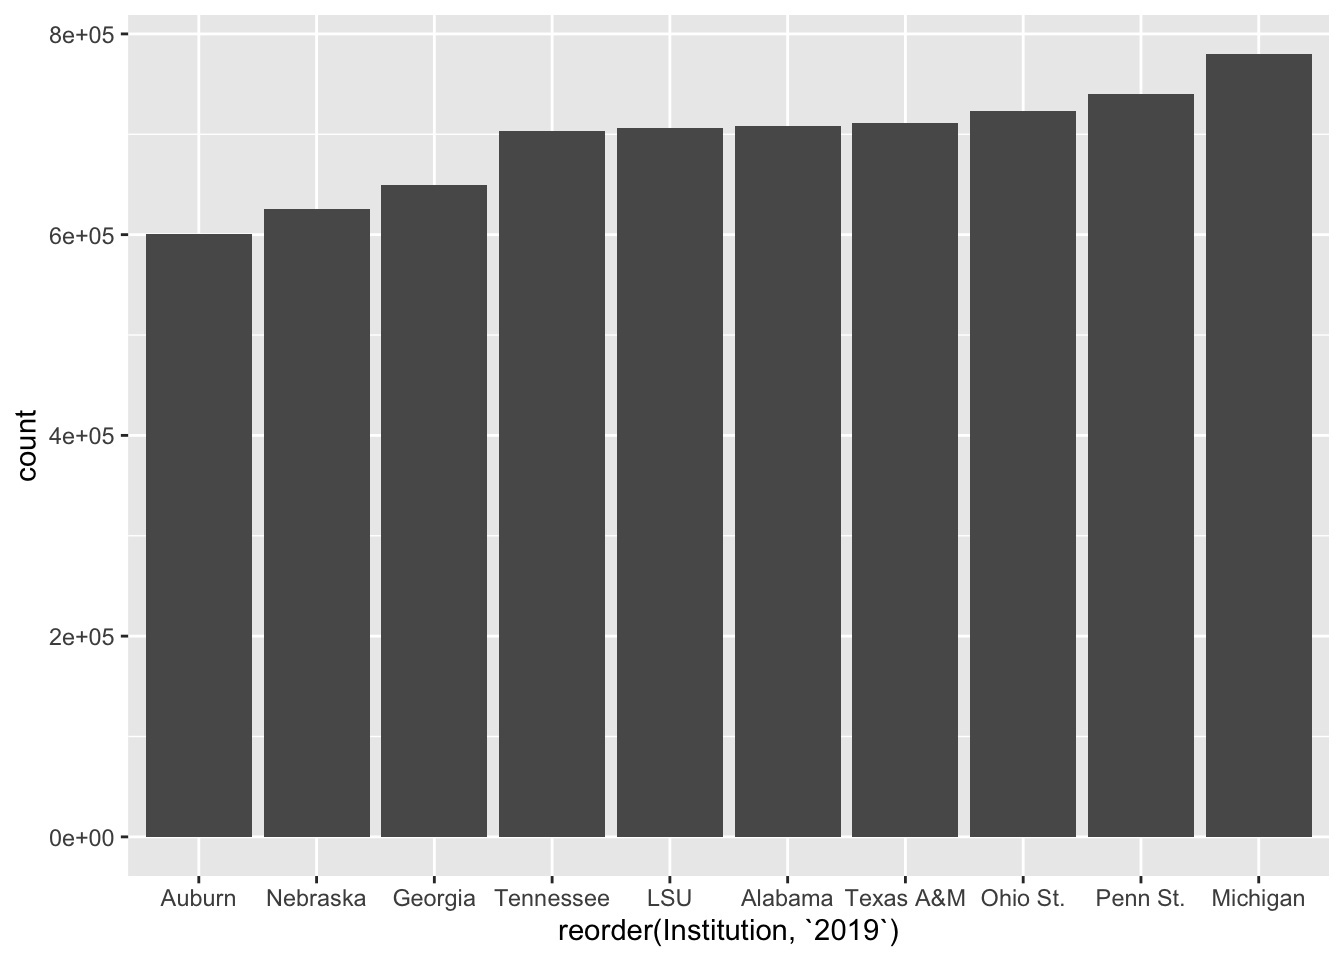 8e+05
6e+05
4e+05
2e+05
0e+00
count
Auburn Nebraska Georgia Tennessee LSU Alabama Texas A&M Ohio St. Penn St. Michigan
reorder(Institution, `2019`)